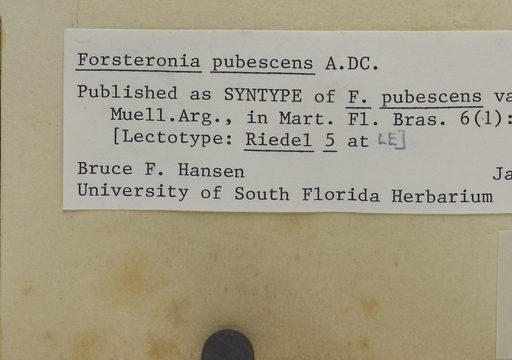 Forsteronia pubescens A.DC.
Published as SYNTYPE of F. pubescens va
Muell.Arg., in Mart. Fl. Bras. 6(1):
[Lectotype: Riedel 5 at LE]
Bruce F. Hansen Ja
University of South Florida Herbarium